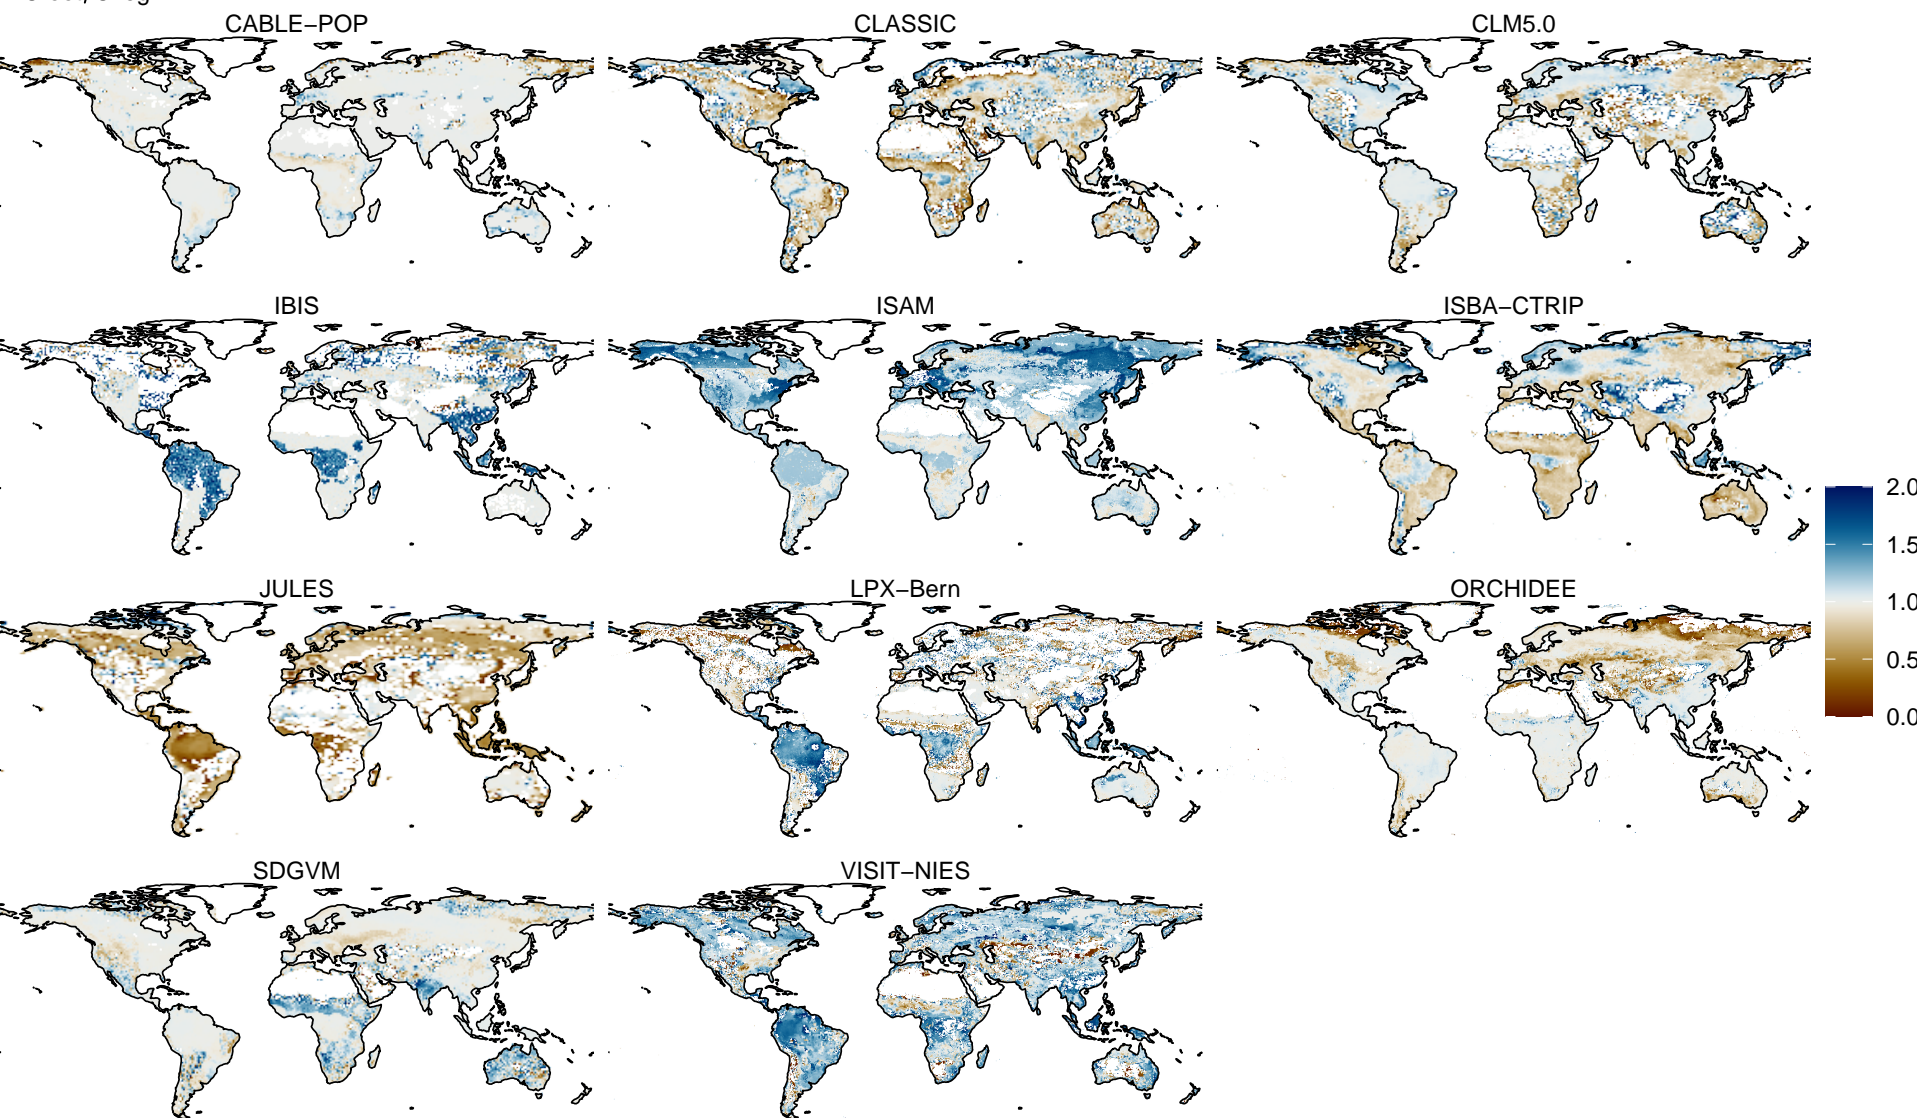 CABLE−POP
CLASSIC
CLM5.0
IBIS
ISAM
ISBA−CTRIP
JULES
LPX−Bern
ORCHIDEE
SDGVM
VISIT−NIES
2.0
1.5
1.0
0.5
0.0